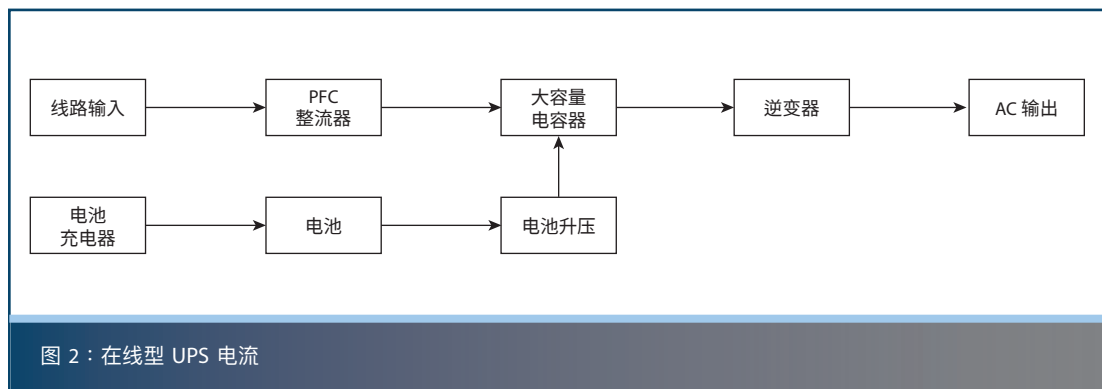 线路输入
PFC
整流器
大容量
电容器
逆变器
AC 输出
电池
充电器
电池
电池升压
图 2：在线型 UPS 电流